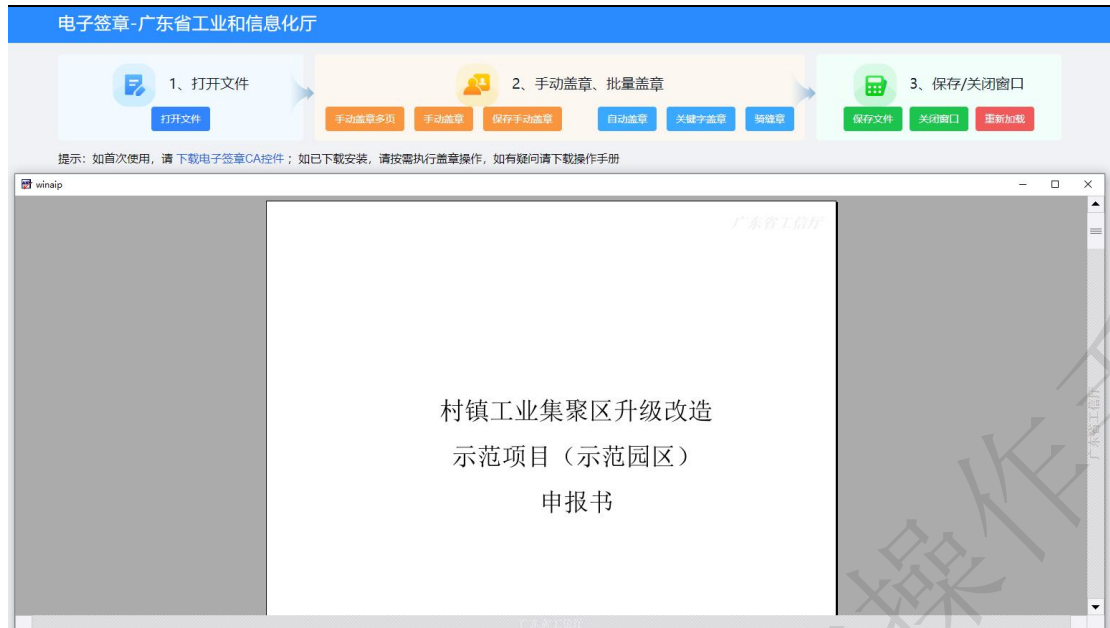 电子签章-广东省工业和信息化厅
1、打开文件
2、手动盖章、批量盖章
3、保存/关闭窗口
打开文件
手动盖章多页 手动盖章 保存手动盖章 自动盖章 关键字盖章 骑缝章
保存文件 关闭窗口 重新加载
提示：如首次使用，请 下载电子签章CA控件；如已下载安装，请按需执行盖章操作，如有疑问请下载操作手册
winaip
广东省工信厅
村镇工业集聚区升级改造
示范项目（示范园区）
申报书
广东省工信厅
广东省工信厅
操作